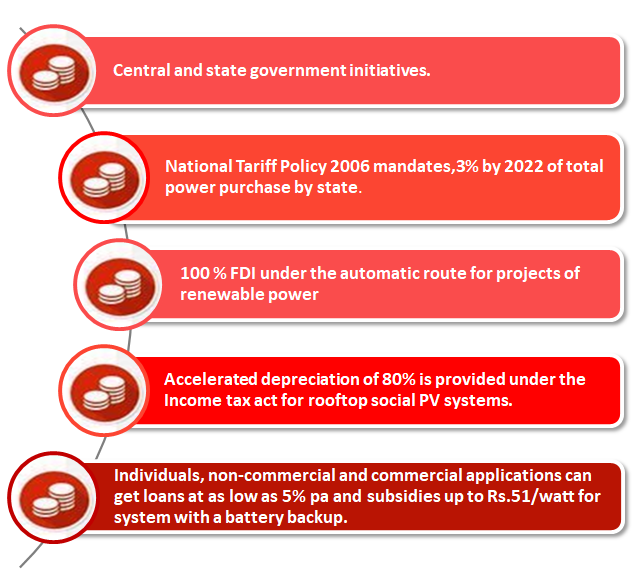 Central and state government initiatives.
National Tariff Policy 2006 mandates,3% by 2022 of total
power purchase by state.
100 % FDI under the automatic route for projects of
renewable power
Accelerated depreciation of 80% is provided under the
Income tax act for rooftop social PV systems.
Individuals, non-commercial and commercial applications can
get loans at as low as 5% pa and subsidies up to Rs.51/watt for
system with a battery backup.